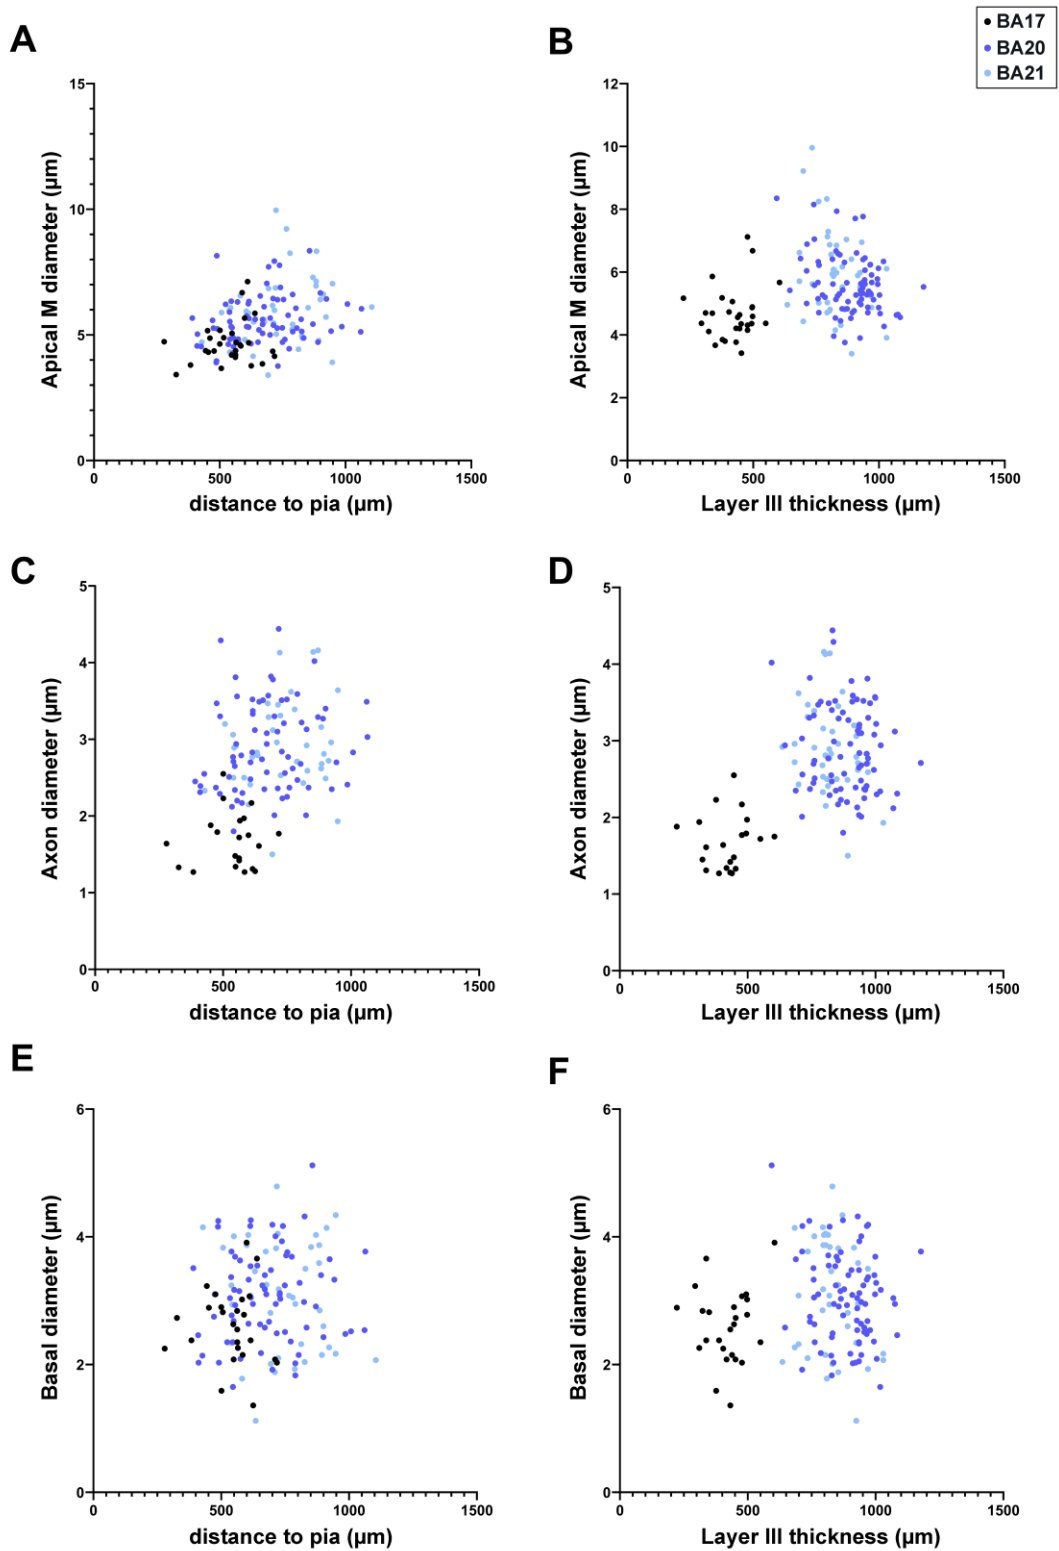 A
B
BA17
BA20
BA21
15
10
5
0
Apical M diameter (µm)
0 500 1000 1500
distance to pia (µm)
12
10
8
6
4
2
0
Apical M diameter (µm)
0 500 1000 1500
Layer III thickness (µm)
C
D
5
4
3
2
1
0
Axon diameter (µm)
0 500 1000 1500
distance to pia (µm)
5
4
3
2
1
0
Axon diameter (µm)
0 500 1000 1500
Layer III thickness (µm)
E
F
6
4
2
0
Basal diameter (µm)
0 500 1000 1500
distance to pia (µm)
6
4
2
0
Basal diameter (µm)
0 500 1000 1500
Layer III thickness (µm)